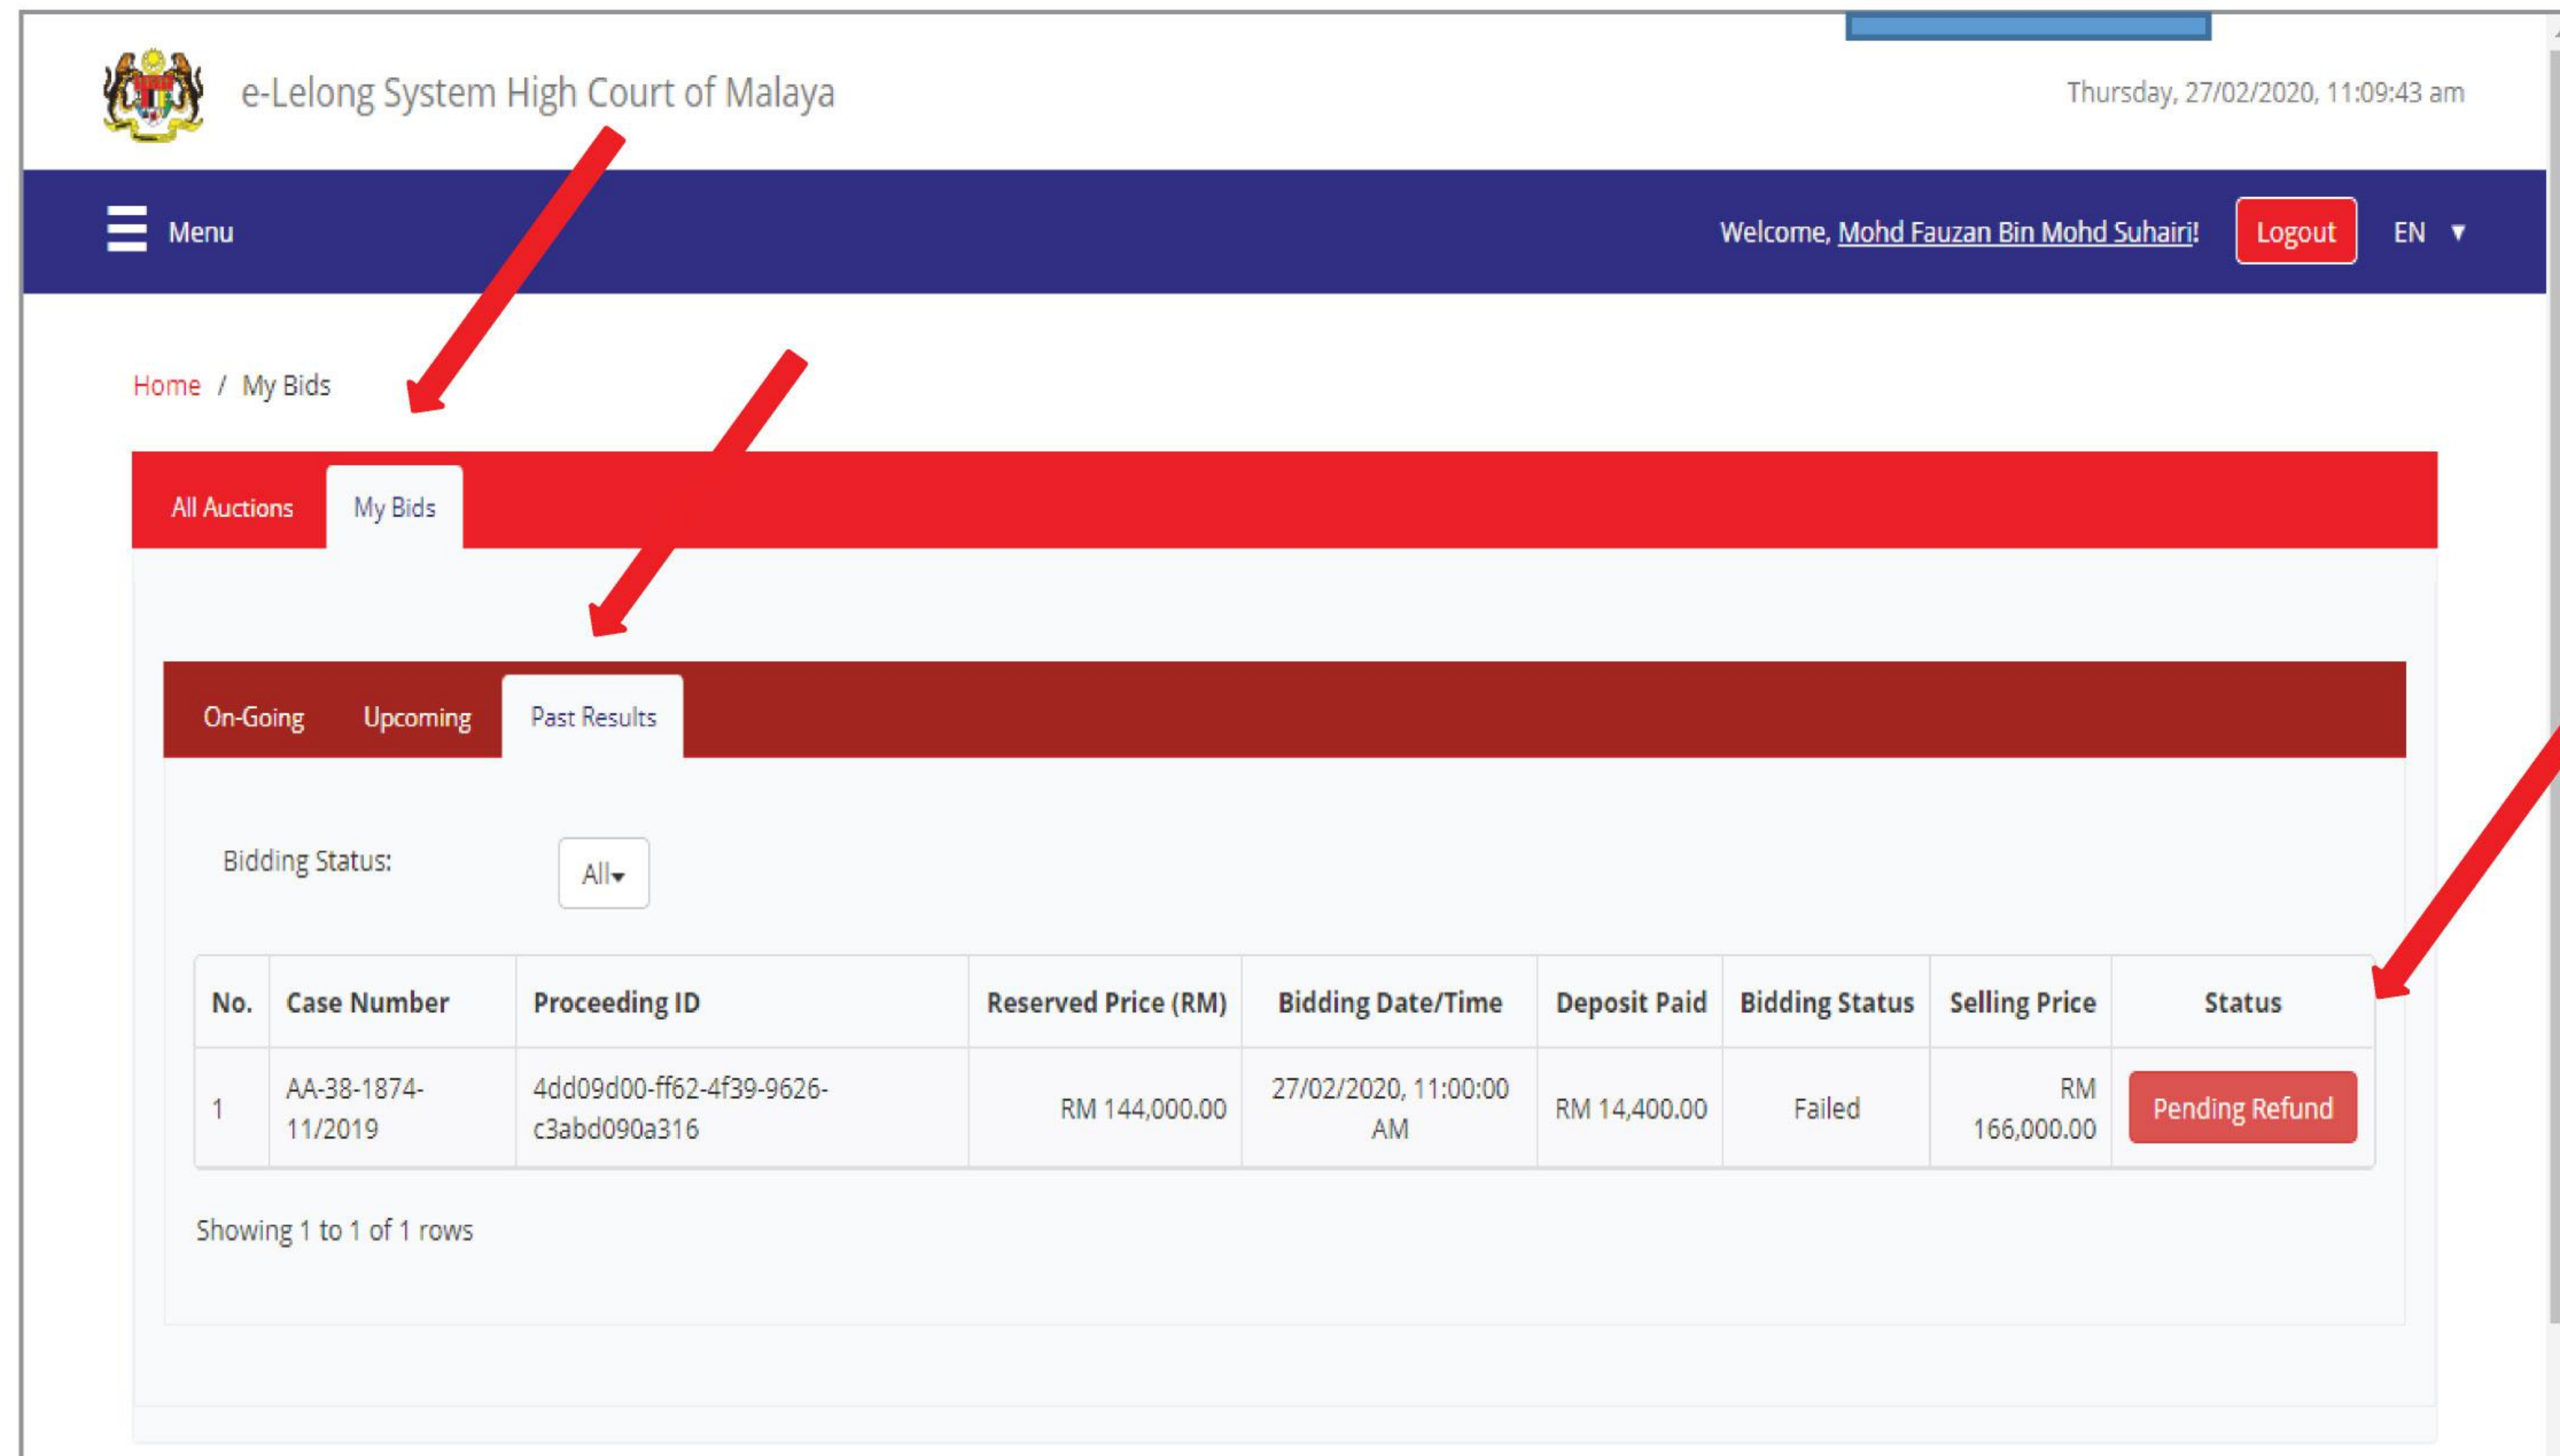 e-Lelong System High Court of Malaya
Thursday, 27/02/2020, 11:09:43 am
Menu
Welcome, Mohd Fauzan Bin Mohd Suhairi!
Logout
EN
Home / My Bids
All Auctions
My Bids
On-Going
Upcoming
Past Results
Bidding Status:
All
No. Case Number Proceeding ID Reserved Price (RM) Bidding Date/Time Deposit Paid Bidding Status Selling Price Status
1 AA-38-1874- 4dd09d00-ff62-4f39-9626- RM 144,000.00 27/02/2020, 11:00:00 RM 14,400.00 Failed RM Pending Refund
11/2019 c3abd090a316 AM 166,000.00
Showing 1 to 1 of 1 rows